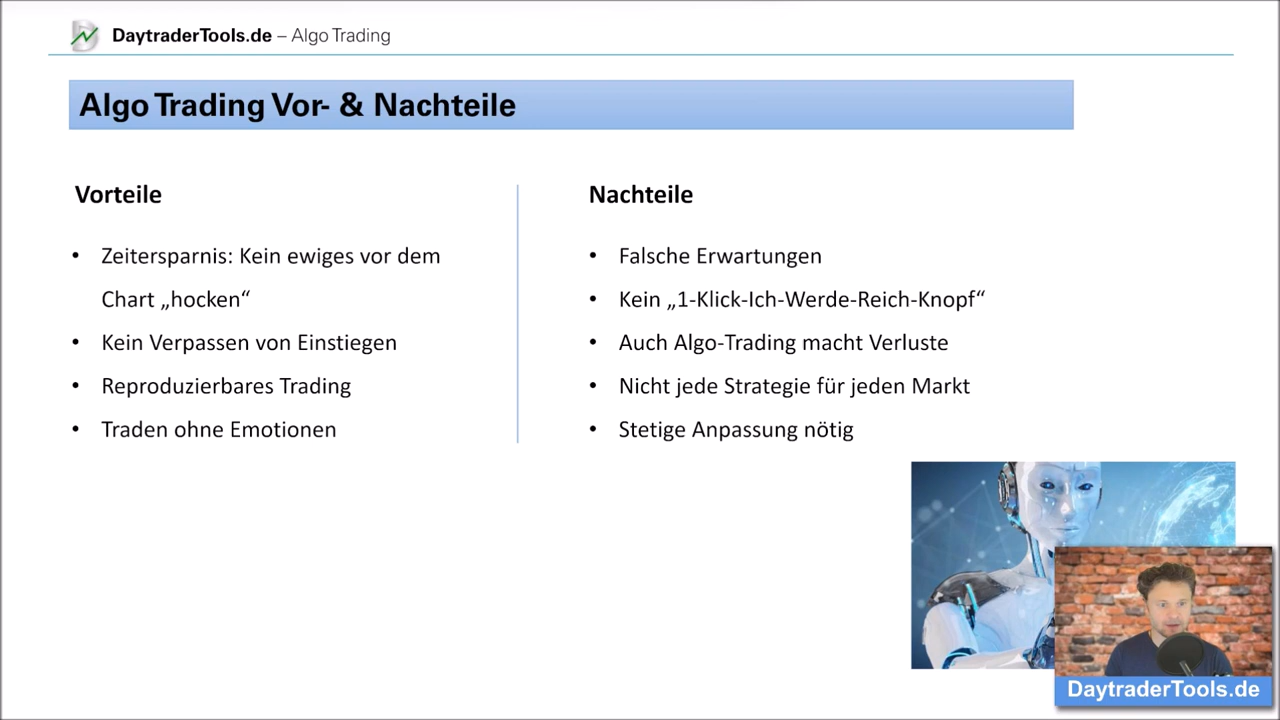 DaytraderTools.de – Algo Trading
Algo Trading Vor- & Nachteile
Vorteile
• Zeitersparnis: Kein ewiges vor dem
Chart „hocken“
• Kein Verpassen von Einstiegen
• Reproduzierbares Trading
• Traden ohne Emotionen
Nachteile
• Falsche Erwartungen
• Kein „1-Klick-Ich-Werde-Reich-Knopf“
• Auch Algo-Trading macht Verluste
• Nicht jede Strategie für jeden Markt
• Stetige Anpassung nötig
DaytraderTools.de